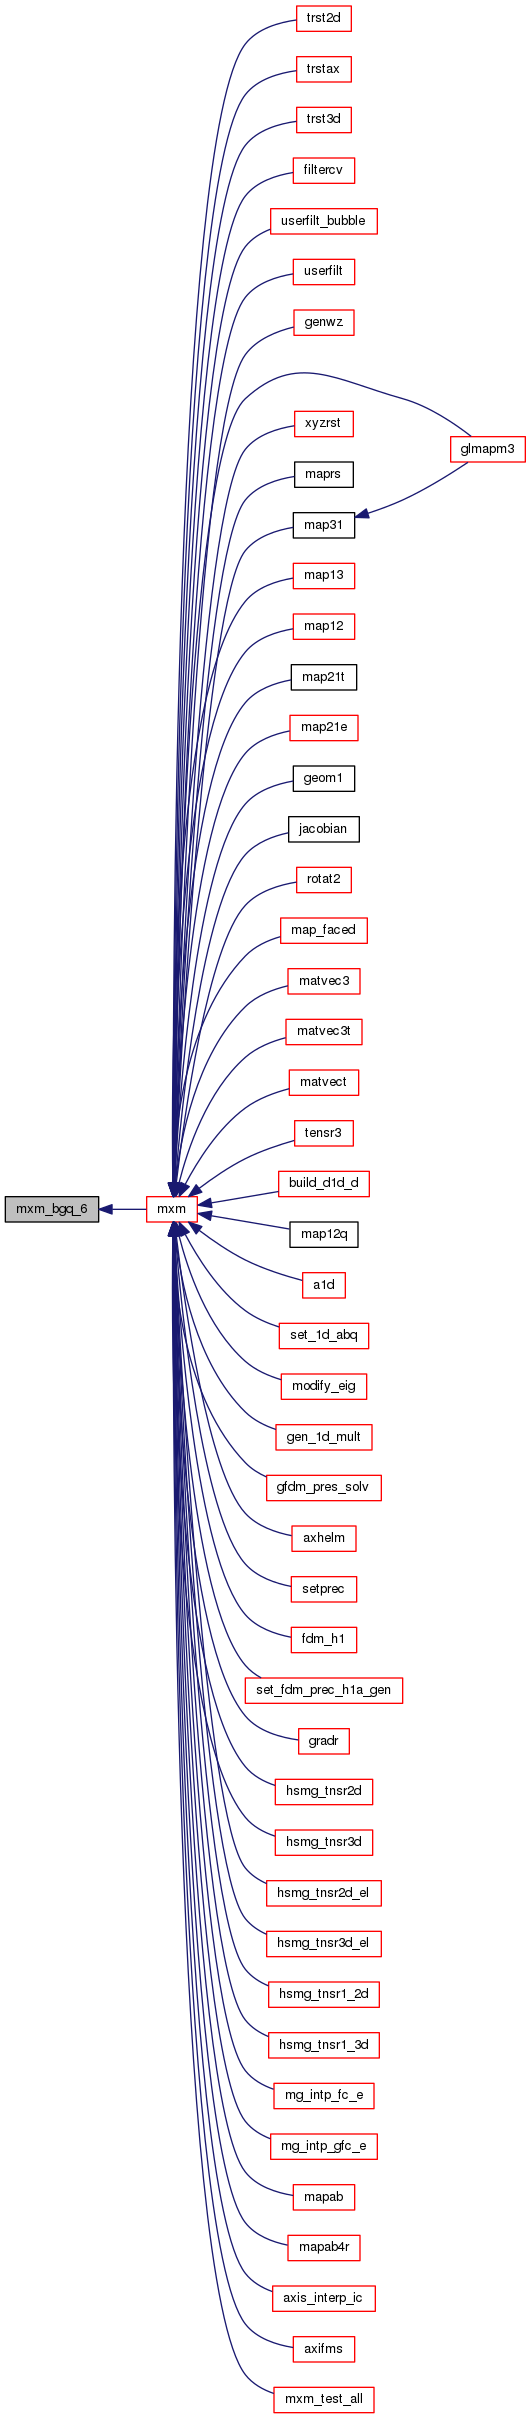 trst2d
trstax
trst3d
filtercv
userfilt_bubble
userfilt
genwz
xyzrst
glmapm3
maprs
map31
map13
map12
map21t
map21e
geom1
jacobian
rotat2
map_faced
matvec3
matvec3t
matvect
tensr3
build_d1d_d
mxm_bgq_6
mxm
map12q
a1d
set_1d_abq
modify_eig
gen_1d_mult
gfdm_pres_solv
axhelm
setprec
fdm_h1
set_fdm_prec_h1a_gen
gradr
hsmg_tnsr2d
hsmg_tnsr3d
hsmg_tnsr2d_el
hsmg_tnsr3d_el
hsmg_tnsr1_2d
hsmg_tnsr1_3d
mg_intp_fc_e
mg_intp_gfc_e
mapab
mapab4r
axis_interp_ic
axifms
mxm_test_all